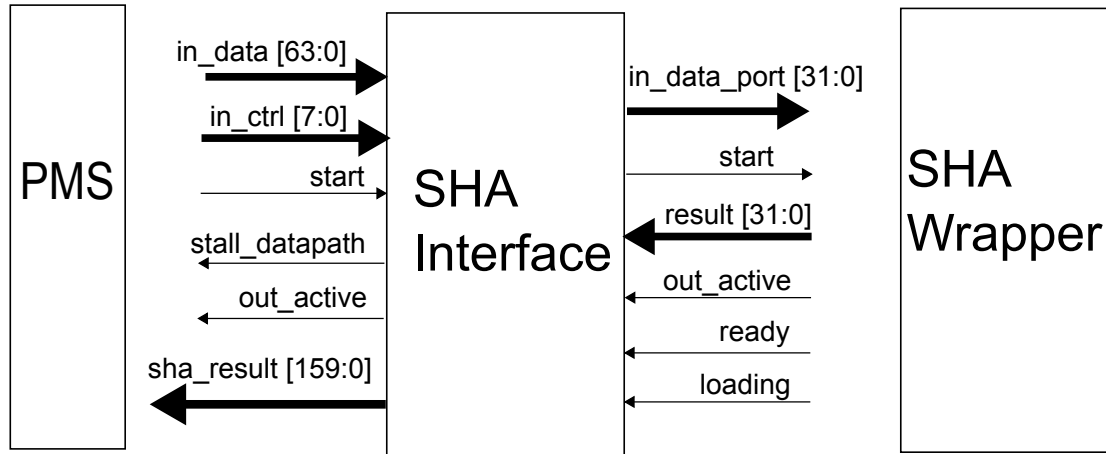 PMS
in_data [63:0]
in_ctrl [7:0]
start
stall_datapath
out_active
sha_result [159:0]
SHA
Interface
in_data_port [31:0]
start
result [31:0]
out_active
ready
loading
SHA
Wrapper